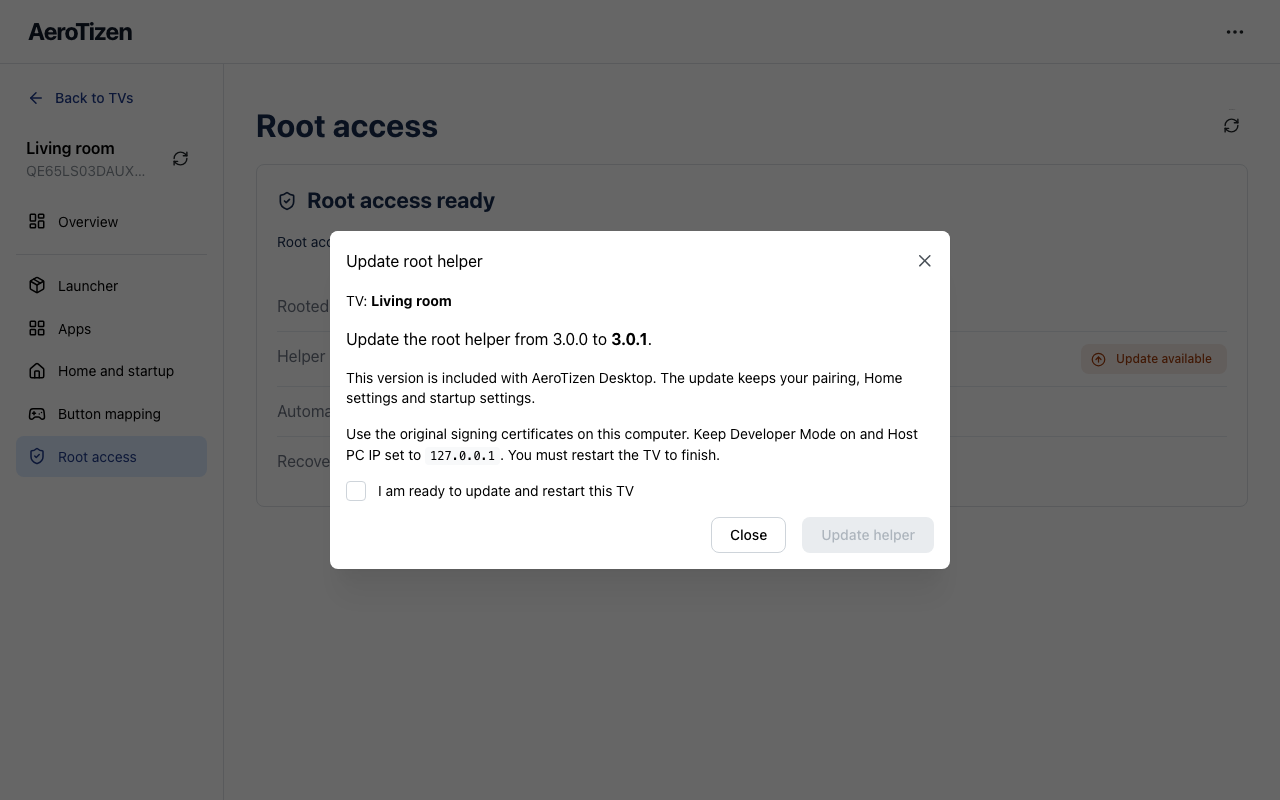 AeroTizen
Back to TVs
Living room
QE65LS03DAUX...
Overview
Launcher
Apps
Home and startup
Button mapping
Root access
Root access
Root access ready
Root acc
Rooted
Helper
Update available
Automa
Recove
Update root helper
TV: Living room
Update the root helper from 3.0.0 to 3.0.1.
This version is included with AeroTizen Desktop. The update keeps your pairing, Home
settings and startup settings.
Use the original signing certificates on this computer. Keep Developer Mode on and Host
PC IP set to 127.0.0.1 . You must restart the TV to finish.
I am ready to update and restart this TV
Close
Update helper